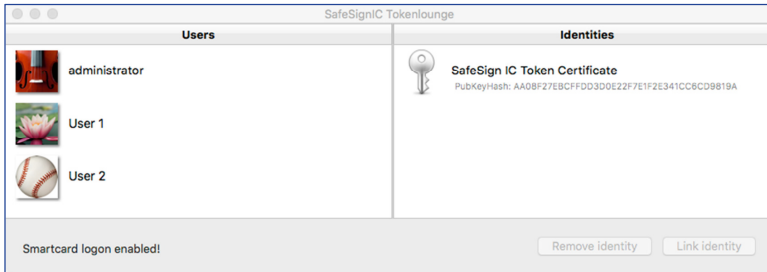 SafeSignIC Tokenlounge
Users
Identities
administrator
User 1
User 2
SafeSign IC Token Certificate
PubKeyHash: AA0BF27EBCFFDD3D0E22F7E1F2E341CC6CD9819A
Smartcard logon enabled!
Remove identity
Link identity